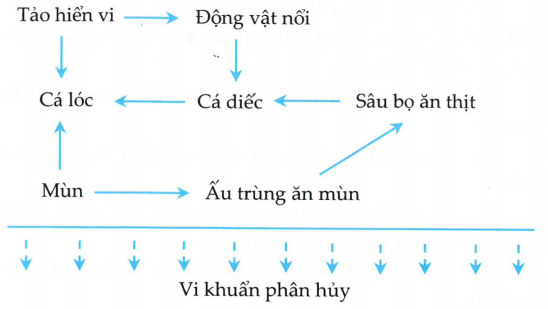 Tảo hiển vi Động vật nổi
Cá lóc Cá diếc Sâu bọ ăn thịt
Mùn Ấu trùng ăn mùn
Vi khuẩn phân hủy